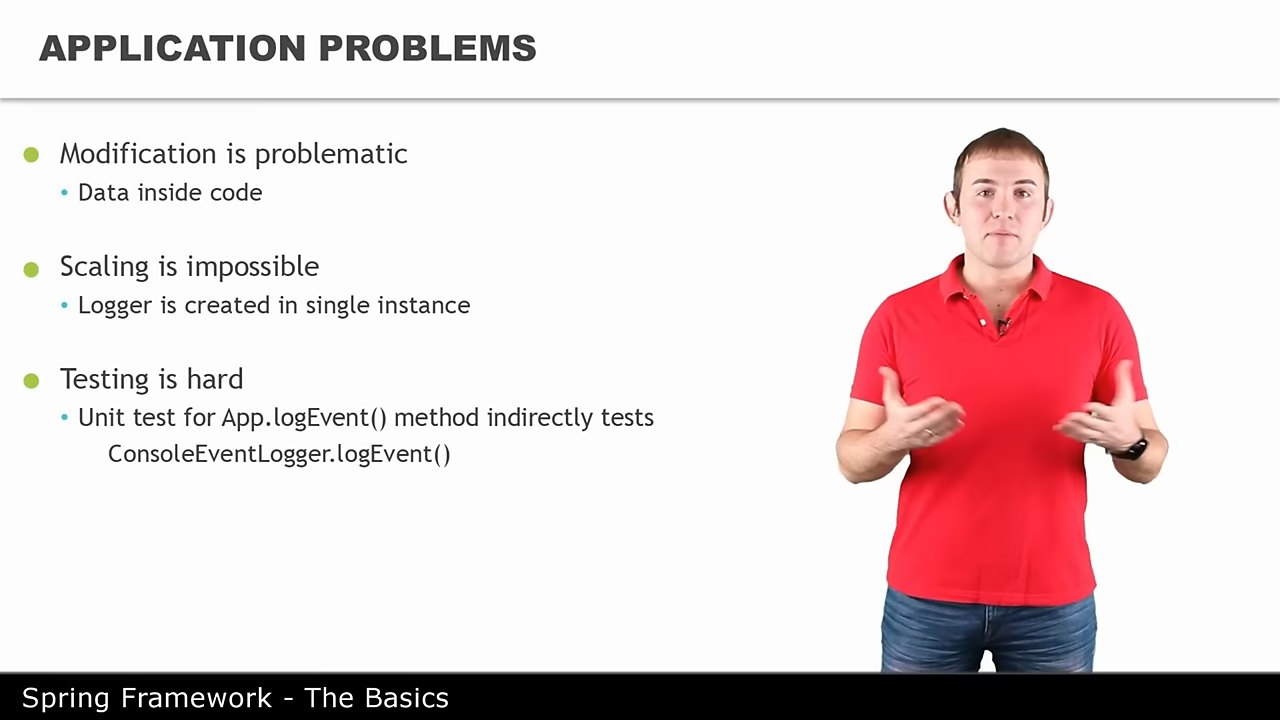 APPLICATION PROBLEMS
Modification is problematic
Data inside code
Scaling is impossible
Logger is created in single instance
Testing is hard
Unit test for App.logEvent() method indirectly tests
ConsoleEventLogger.logEvent()
Spring Framework - The Basics